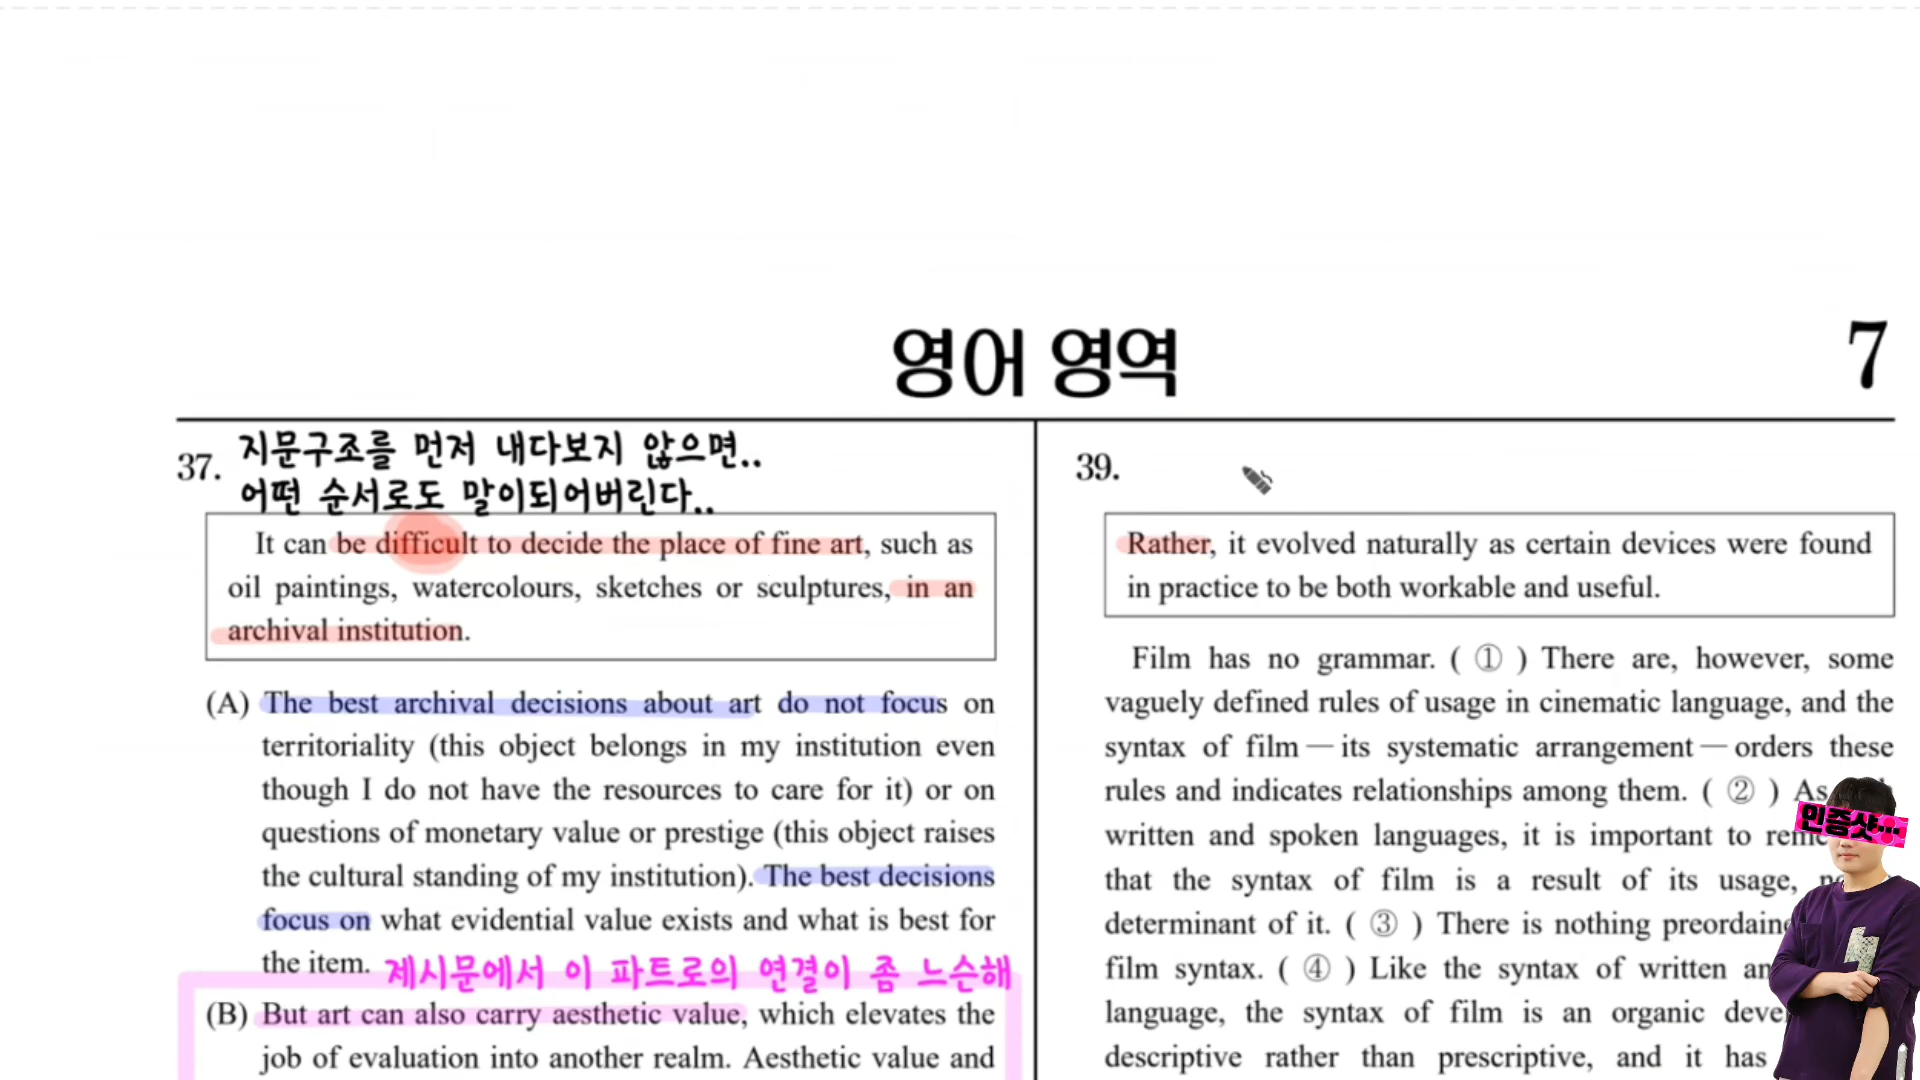 영어 영역
7
37. 지문구조를 먼저 내다보지 않으면..
어떤 순서로도 말이되어버린다..
It can be difficult to decide the place of fine art, such as
oil paintings, watercolours, sketches or sculptures, in an
archival institution.
(A) The best archival decisions about art do not focus on
territoriality (this object belongs in my institution even
though I do not have the resources to care for it) or on
questions of monetary value or prestige (this object raises
the cultural standing of my institution). The best decisions
focus on what evidential value exists and what is best for
the item. 제시문에서 이 파트로의 연결이 좀 느슨해
(B) But art can also carry aesthetic value, which elevates the
job of evaluation into another realm. Aesthetic value and
39.
Rather, it evolved naturally as certain devices were found
in practice to be both workable and useful.
Film has no grammar. ( ① ) There are, however, some
vaguely defined rules of usage in cinematic language, and the
syntax of film — its systematic arrangement — orders these
rules and indicates relationships among them. ( ② ) As
written and spoken languages, it is important to
that the syntax of film is a result of its usage,
determinant of it. ( ③ ) There is nothing
film syntax. ( ④ ) Like the syntax of written
language, the syntax of film is an organic
descriptive rather than prescriptive, and it has
인증샷...